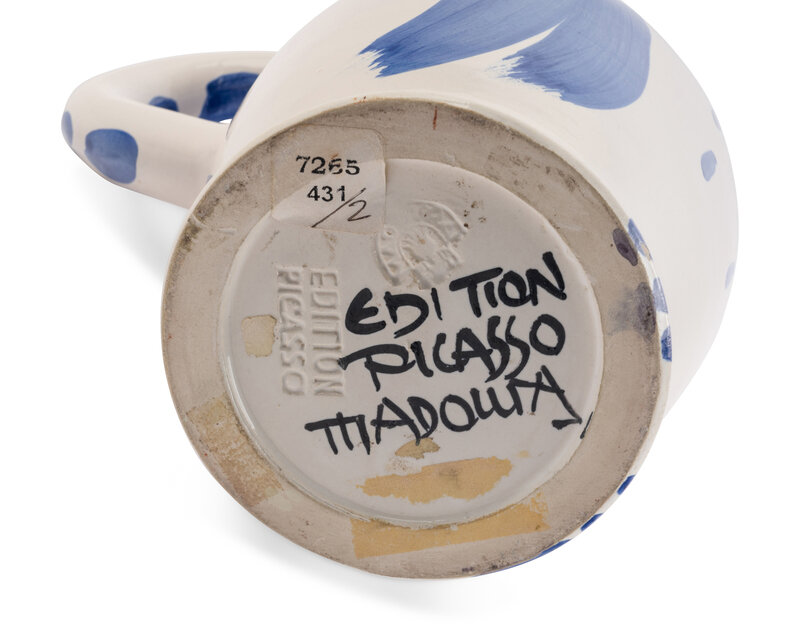 7265
431/2
EDITION
PICASSO
EDITION
PICASSO
MADOURA